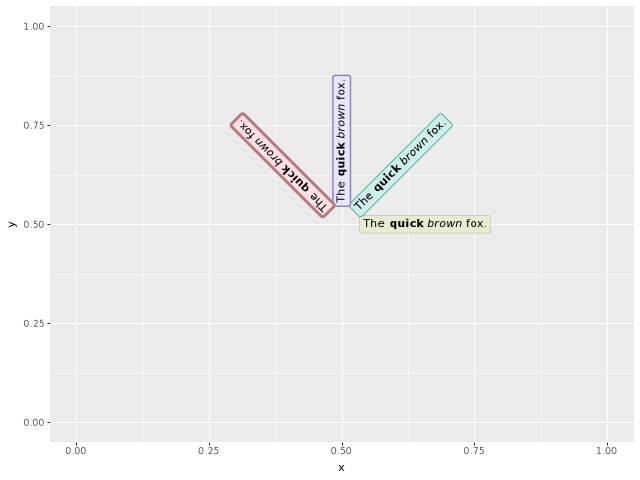 1.00
0.75
0.50
0.25
0.00
y
The quick brown fox.
The quick brown fox.
The quick brown fox.
The quick brown fox.
0.00 0.25 0.50 0.75 1.00
x